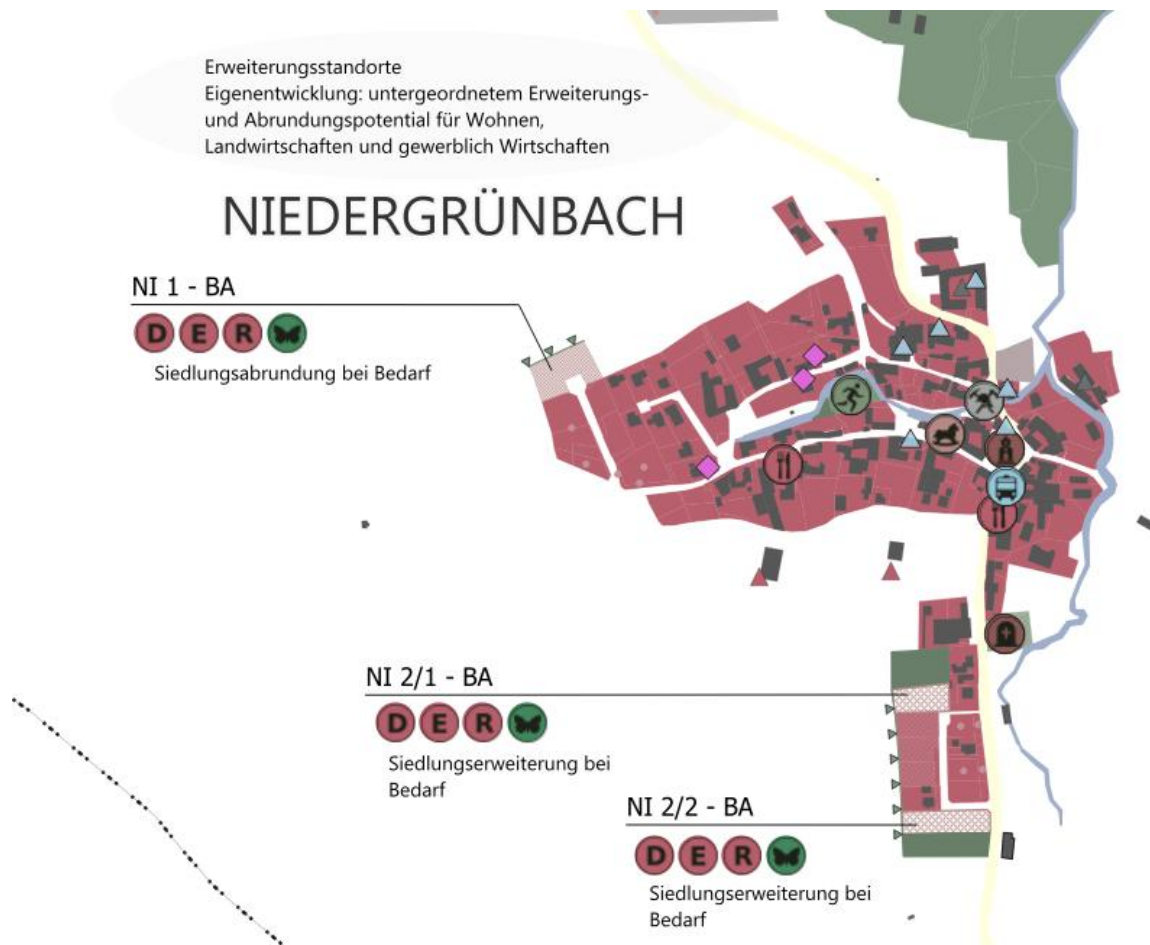 Erweiterungsstandorte
Eigenentwicklung: untergeordnetem Erweiterungs-
und Abrundungspotential für Wohnen,
Landwirtschaften und gewerblich Wirtschaften
NIEDERGRÜNBACH
NI 1 - BA
D E R
Siedlungsabrundung bei Bedarf
NI 2/1 - BA
D E R
Siedlungserweiterung bei
Bedarf
NI 2/2 - BA
D E R
Siedlungserweiterung bei
Bedarf